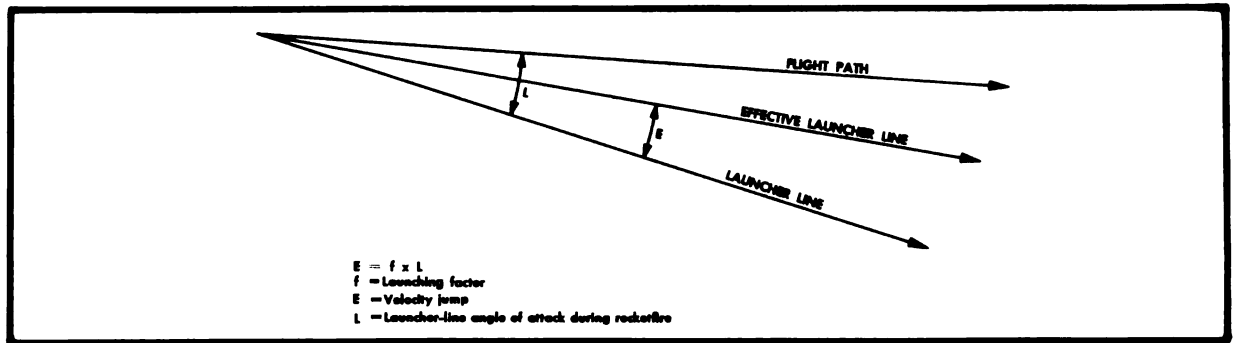 FLIGHT PATH
L
EFFECTIVE LAUNCHER LINE
E
LAUNCHER LINE
E = f x L
f = Launching factor
E = Velocity jump
L = Launcher-line angle of attack during rocketfire